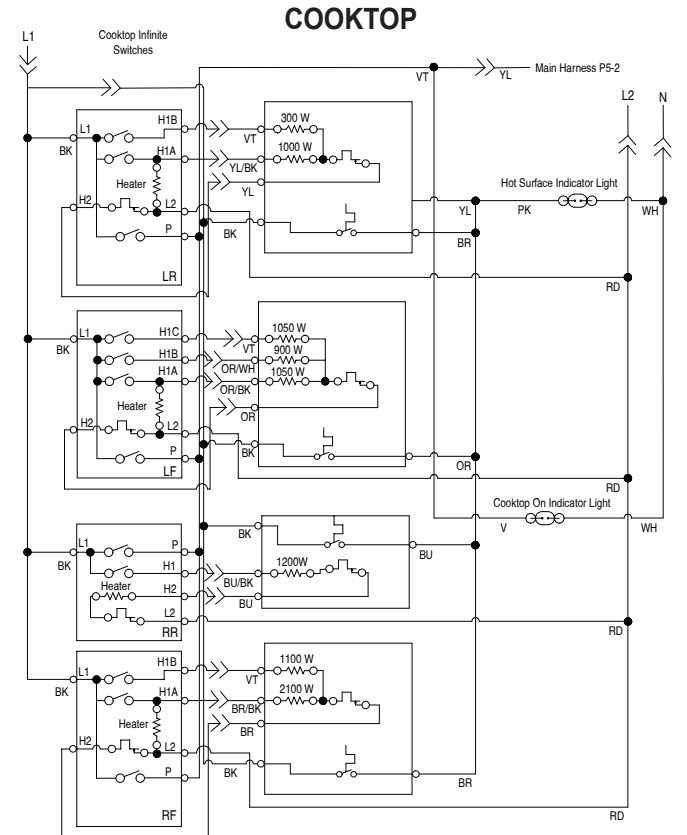 COOKTOP
L1
Cooktop Infinite
Switches
VT
YL
Main Harness P5-2
L2
N
L1
BK
H1B
VT
300 W
H1A
YL/BK
1000 W
Heater
YL
H2
L2
BK
P
LR
YL
BR
Hot Surface Indicator Light
PK
WH
RD
L1
BK
H1C
VT
1050 W
H1B
OR/WH
900 W
H1A
OR/BK
1050 W
Heater
OR
H2
L2
BK
P
LF
OR
RD
Cooktop On Indicator Light
V
WH
L1
BK
P
BK
BU
H1
BU/BK
1200W
Heater
H2
BU
L2
RR
RD
L1
BK
H1B
VT
1100 W
H1A
BR/BK
2100 W
Heater
BR
H2
L2
BK
P
RF
BR
RD